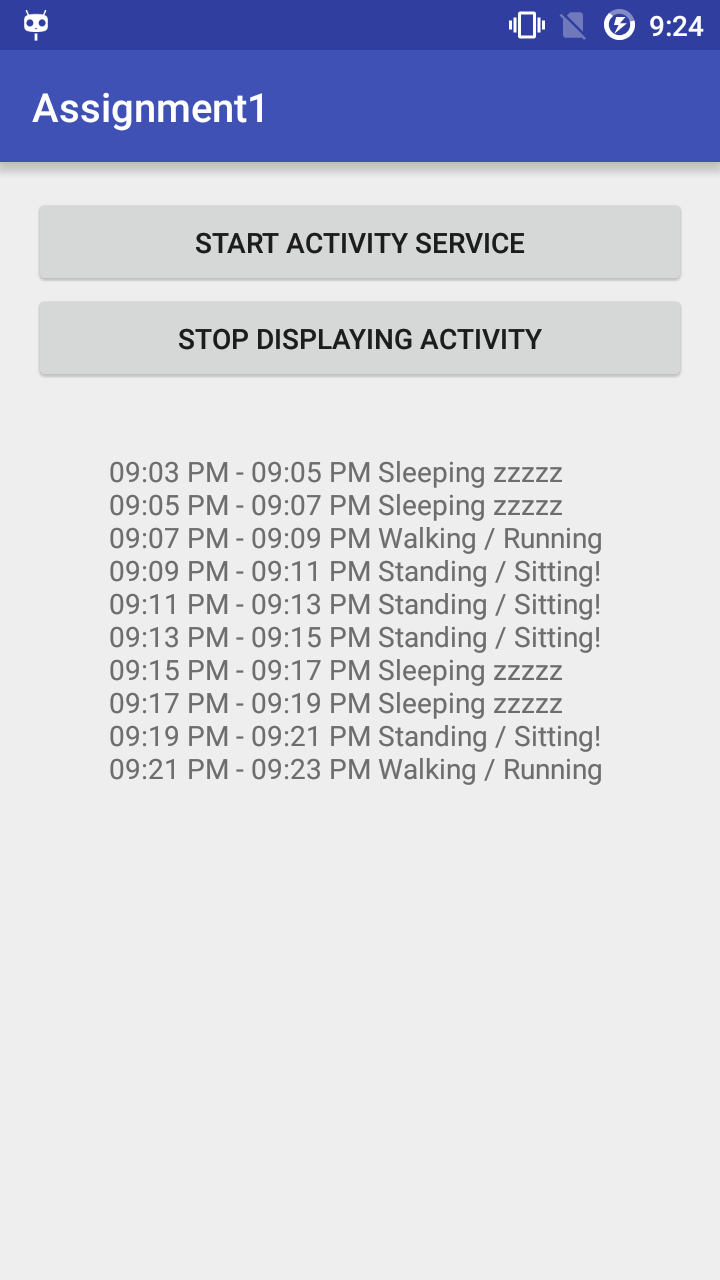 9:24
Assignment1
START ACTIVITY SERVICE
STOP DISPLAYING ACTIVITY
09:03 PM - 09:05 PM Sleeping zzzzz
09:05 PM - 09:07 PM Sleeping zzzzz
09:07 PM - 09:09 PM Walking / Running
09:09 PM - 09:11 PM Standing / Sitting!
09:11 PM - 09:13 PM Standing / Sitting!
09:13 PM - 09:15 PM Standing / Sitting!
09:15 PM - 09:17 PM Sleeping zzzzz
09:17 PM - 09:19 PM Sleeping zzzzz
09:19 PM - 09:21 PM Standing / Sitting!
09:21 PM - 09:23 PM Walking / Running